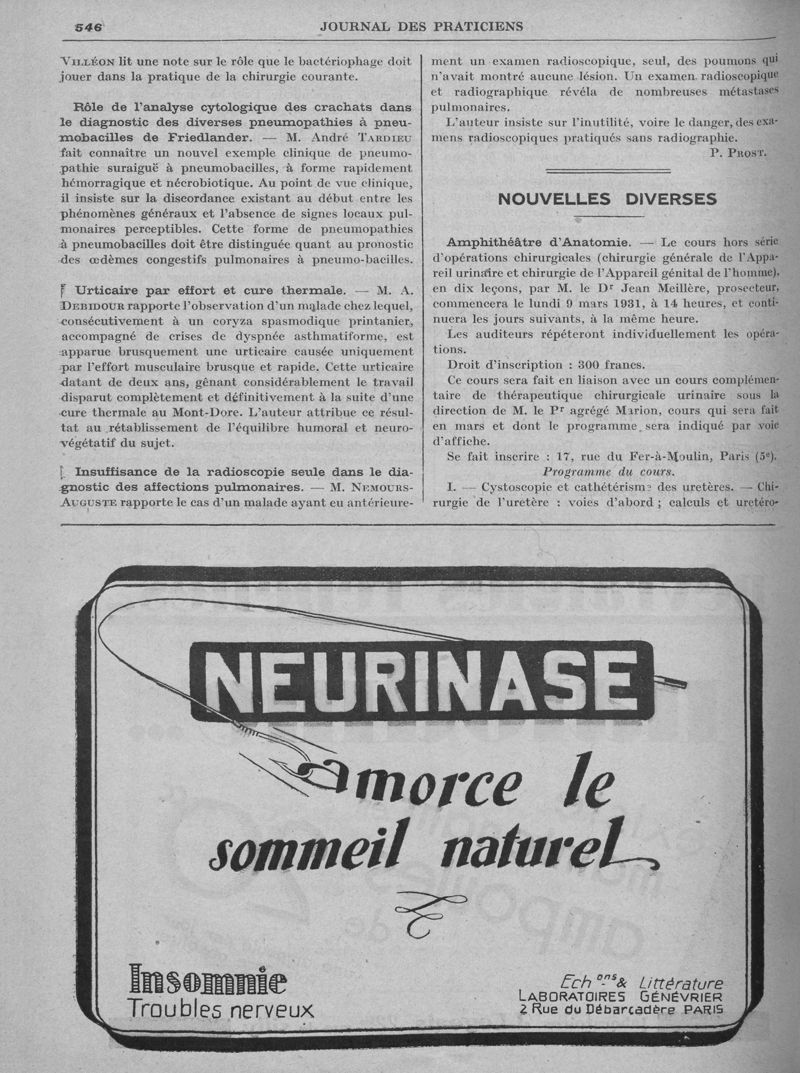 546
JOURNAL DES PRATICIENS
VILLÉON lit une note sur le rôle que le bactériophage doit
jouer dans la pratique de la chirurgie courante.
Rôle de l'analyse cytologique des crachats dans
le diagnostic des diverses pneumopathies à pneu-
mobacilles de Friedlander. — M. André TARDIEU
fait connaître un nouvel exemple clinique de pneumo-
pathie suraiguë à pneumobacilles, à forme rapidement
hémorragique et nécrobiotique. Au point de vue clinique,
il insiste sur la discordance existant au début entre les
phénomènes généraux et l'absence de signes locaux pul-
monaires perceptibles. Cette forme de pneumopathies
à pneumobacilles doit être distinguée quant au pronostic
des œdèmes congestifs pulmonaires à pneumo-bacilles.
Urticaire par effort et cure thermale. — M. A.
DEBIDOUR rapporte l'observation d'un malade chez lequel,
consécutivement à un coryza spasmodique printanier,
accompagné de crises de dyspnée asthmatiforme, est
apparue brusquement une urticaire causée uniquement
par l'effort musculaire brusque et rapide. Cette urticaire
datant de deux ans, gênant considérablement le travail
disparut complètement et définitivement à la suite d'une
cure thermale au Mont-Dore. L'auteur attribue ce résul-
tat au rétablissement de l'équilibre humoral et neuro-
végétatif du sujet.
Insuffisance de la radioscopie seule dans le dia-
gnostic des affections pulmonaires. — M. NEMOURS-
AUGUSTE rapporte le cas d'un malade ayant eu antérieure-
ment un examen radioscopique, seul, des poumons qui
n'avait montré aucune lésion. Un examen radioscopique
et radiographique révéla de nombreuses métastases
pulmonaires.
L'auteur insiste sur l'inutilité, voire le danger, des exa-
mens radioscopiques pratiqués sans radiographie.
P. PROST.
NOUVELLES DIVERSES
Amphithéâtre d'Anatomie. — Le cours hors série
d'opérations chirurgicales (chirurgie générale de l'Appa-
reil urinaire et chirurgie de l'Appareil génital de l'homme),
en dix leçons, par M. le Dr Jean Meillère, prosecteur,
commencera le lundi 9 mars 1931, à 14 heures, et conti-
nuera les jours suivants, à la même heure.
Les auditeurs répéteront individuellement les opéra-
tions.
Droit d'inscription : 300 francs.
Ce cours sera fait en liaison avec un cours complémen-
taire de thérapeutique chirurgicale urinaire sous la
direction de M. le Pr agrégé Marion, cours qui sera fait
en mars et dont le programme sera indiqué par voie
d'affiche.
Se fait inscrire : 17, rue du Fer-à-Moulin, Paris (5e).
Programme du cours.
I. — Cystoscopie et cathétérisme des uretères. — Chi-
rurgie de l'uretère : voies d'abord ; calculs et uretéro-
NEURINASE
amorce le
sommeil naturel
Insomnie
Troubles nerveux
Echons & Littérature
LABORATOIRES GÉNÉVRIER
2 Rue du Débarcadère PARIS